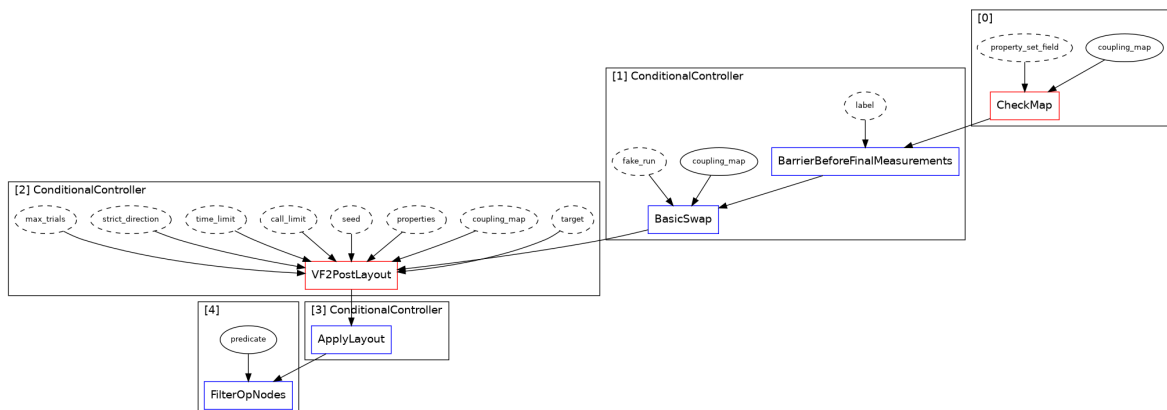 [0]
property_set_field
coupling_map
CheckMap
[1] ConditionalController
label
BarrierBeforeFinalMeasurements
fake_run
coupling_map
BasicSwap
[2] ConditionalController
max_trials
strict_direction
time_limit
call_limit
seed
properties
coupling_map
target
VF2PostLayout
[3] ConditionalController
ApplyLayout
[4]
predicate
FilterOpNodes